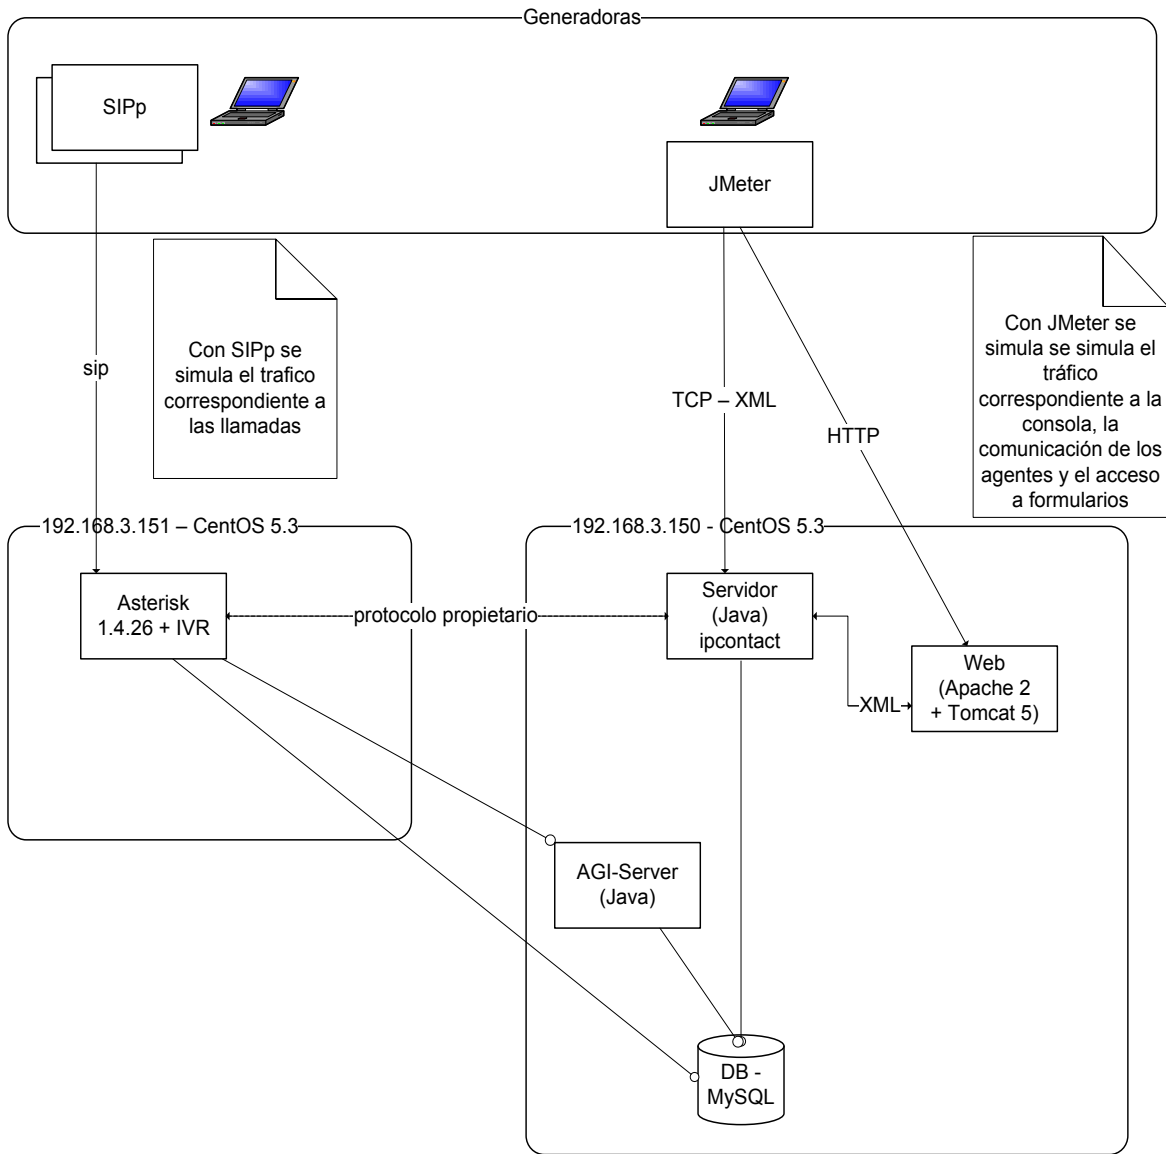 Generadoras
SIPp
JMeter
Con SIPp se
simula el trafico
correspondiente a
las llamadas
Con JMeter se
simula se simula el
tráfico
correspondiente a la
consola, la
comunicación de los
agentes y el acceso
a formularios
sip
TCP – XML
HTTP
192.168.3.151 – CentOS 5.3
192.168.3.150 - CentOS 5.3
Asterisk
1.4.26 + IVR
protocolo propietario
Servidor
(Java)
ipcontact
Web
(Apache 2
+ Tomcat 5)
XML
AGI-Server
(Java)
DB -
MySQL